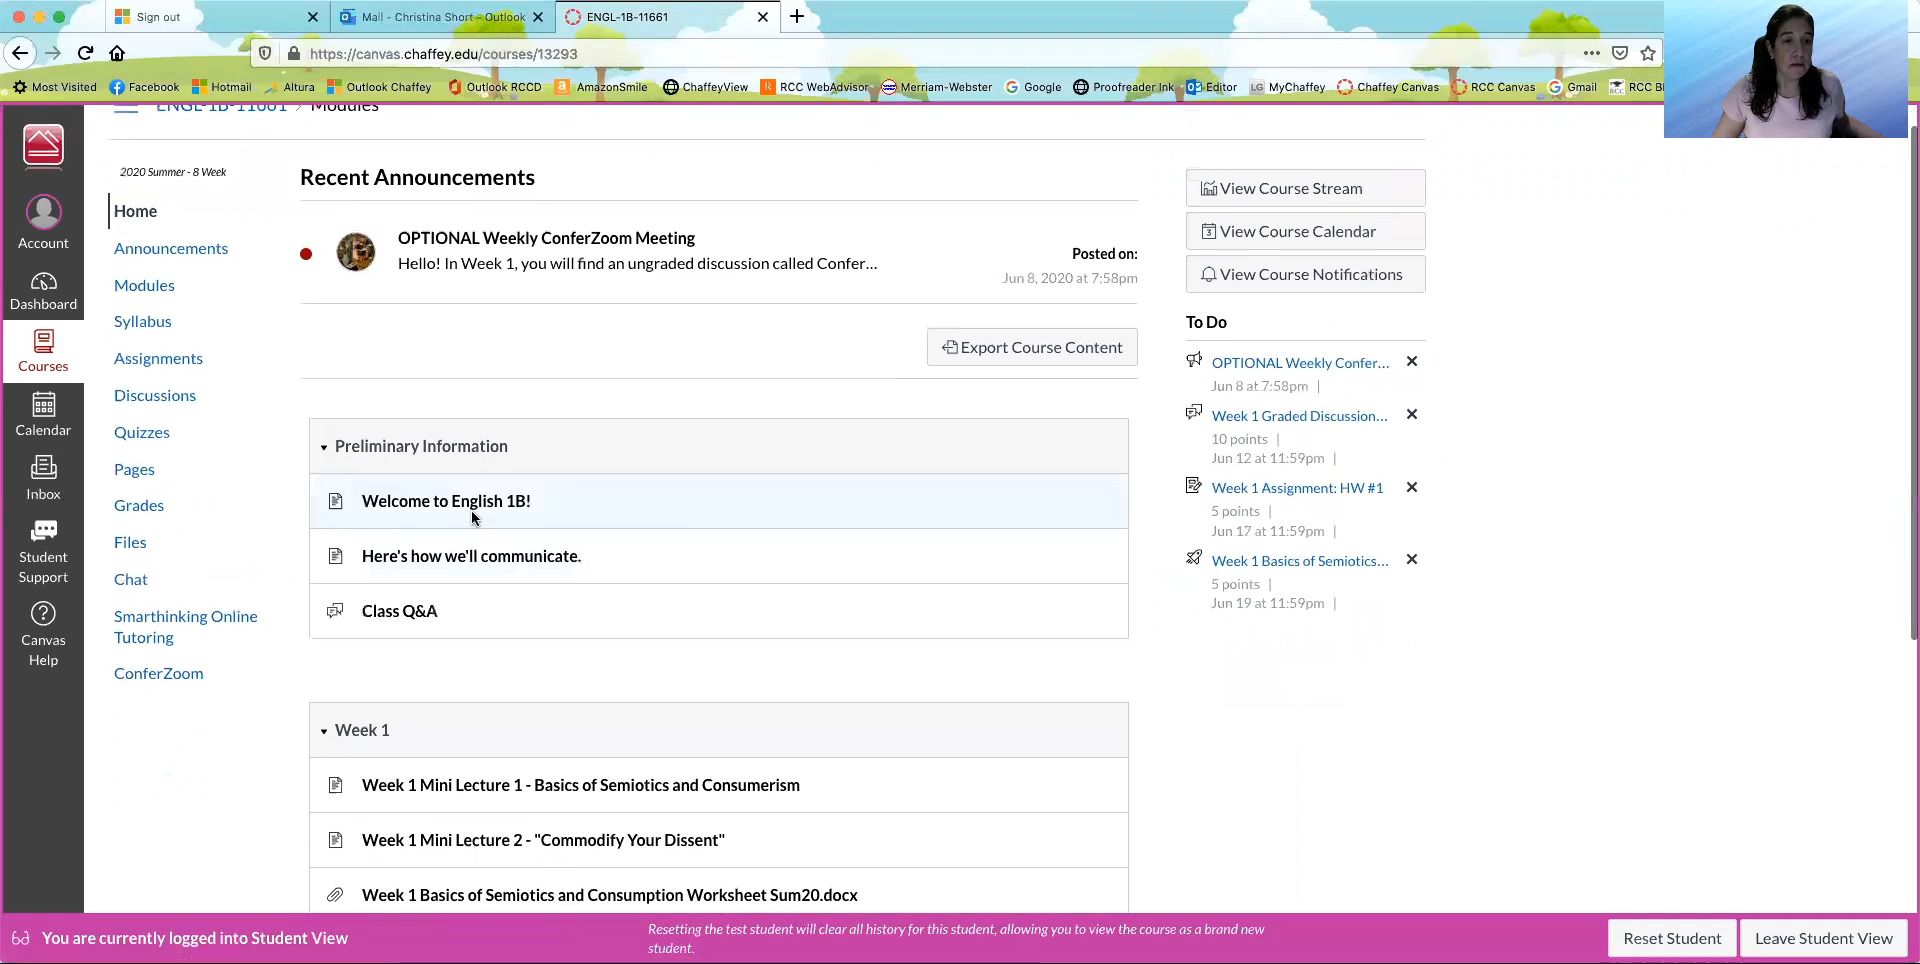 Sign out
Mail - Christina Short - Outlook
ENGL-1B-11661
https://canvas.chaffey.edu/courses/13293
Most Visited
Facebook
Hotmail
Altura
Outlook Chaffey
Outlook RCCD
AmazonSmile
ChaffeyView
RCC WebAdvisor
Merriam-Webster
Google
Proofreader Ink
Editor
LG MyChaffey
Chaffey Canvas
RCC Canvas
Gmail
RCC Bl
ENGL-1B-11661 > Modules
Account
Dashboard
Courses
Calendar
Inbox
Student
Support
Canvas
Help
2020 Summer - 8 Week
Home
Announcements
Modules
Syllabus
Assignments
Discussions
Quizzes
Pages
Grades
Files
Chat
Smarthinking Online
Tutoring
ConferZoom
Recent Announcements
OPTIONAL Weekly ConferZoom Meeting
Hello! In Week 1, you will find an ungraded discussion called Confer...
Posted on:
Jun 8, 2020 at 7:58pm
Export Course Content
Preliminary Information
Welcome to English 1B!
Here's how we'll communicate.
Class Q&A
Week 1
Week 1 Mini Lecture 1 - Basics of Semiotics and Consumerism
Week 1 Mini Lecture 2 - "Commodify Your Dissent"
Week 1 Basics of Semiotics and Consumption Worksheet Sum20.docx
View Course Stream
3 View Course Calendar
View Course Notifications
To Do
OPTIONAL Weekly Confer...
Jun 8 at 7:58pm |
Week 1 Graded Discussion...
10 points |
Jun 12 at 11:59pm |
Week 1 Assignment: HW #1
5 points |
Jun 17 at 11:59pm |
Week 1 Basics of Semiotics...
5 points |
Jun 19 at 11:59pm |
You are currently logged into Student View
Resetting the test student will clear all history for this student, allowing you to view the course as a brand new
student.
Reset Student
Leave Student View